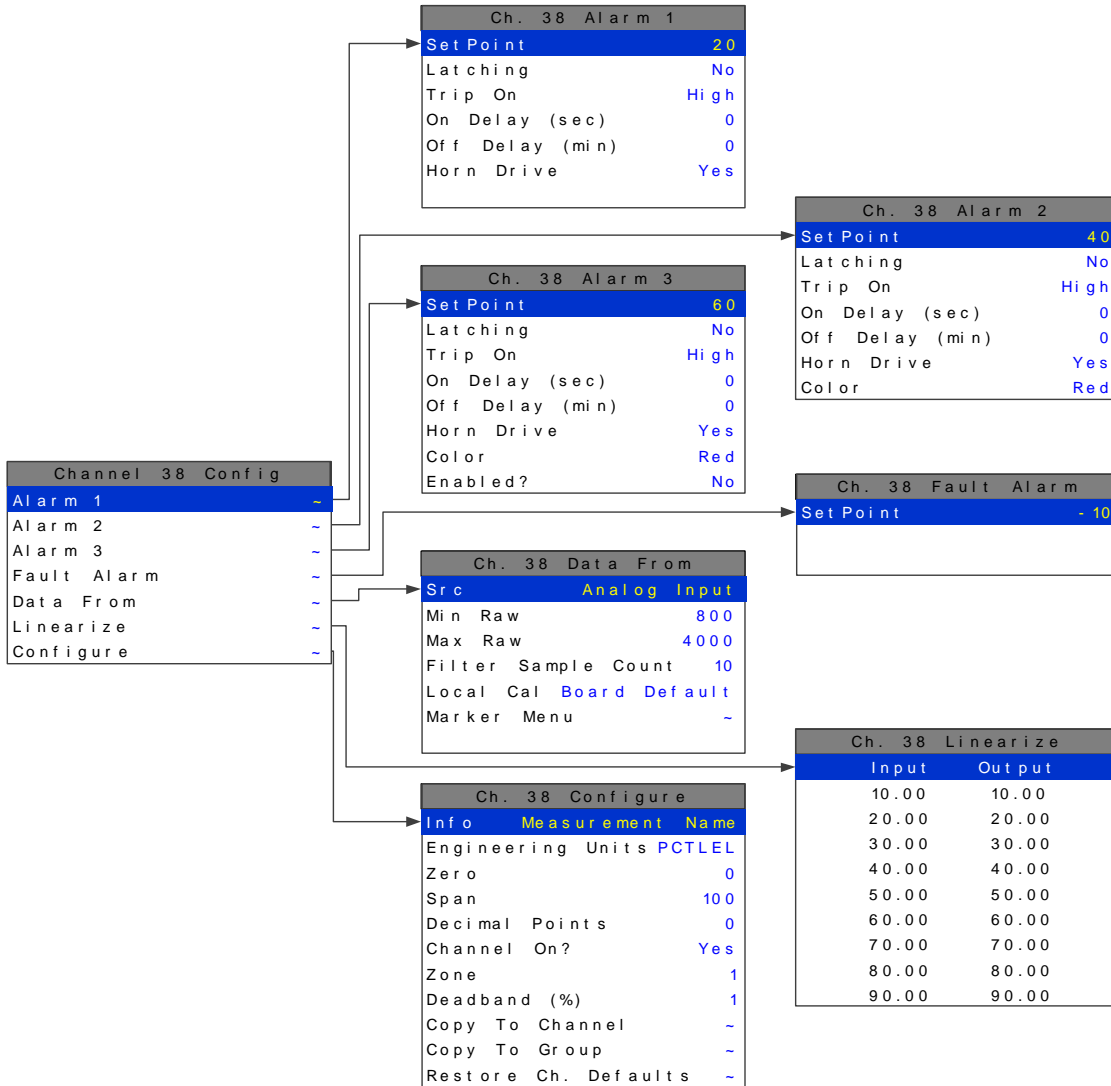 Ch. 38 Alarm 1
SetPoint 20
Latching No
Trip On High
On Delay (sec) 0
Off Delay (min) 0
Horn Drive Yes
Ch. 38 Alarm 2
SetPoint 40
Latching No
Trip On High
On Delay (sec) 0
Off Delay (min) 0
Horn Drive Yes
Color Red
Ch. 38 Alarm 3
SetPoint 60
Latching No
Trip On High
On Delay (sec) 0
Off Delay (min) 0
Horn Drive Yes
Color Red
Enabled? No
Channel 38 Config
Alarm 1 ~
Alarm 2 ~
Alarm 3 ~
Fault Alarm ~
Data From ~
Linearize ~
Configure ~
Ch. 38 Fault Alarm
SetPoint -10
Ch. 38 Data From
Src Analog Input
Min Raw 800
Max Raw 4000
Filter Sample Count 10
Local Cal Board Default
Marker Menu ~
Ch. 38 Linearize
Input Output
10.00 10.00
20.00 20.00
30.00 30.00
40.00 40.00
50.00 50.00
60.00 60.00
70.00 70.00
80.00 80.00
90.00 90.00
Ch. 38 Configure
Info Measurement Name
Engineering Units PCTLEL
Zero 0
Span 100
Decimal Points 0
Channel On? Yes
Zone 1
Deadband (%) 1
Copy To Channel ~
Copy To Group ~
Restore Ch. Defaults ~